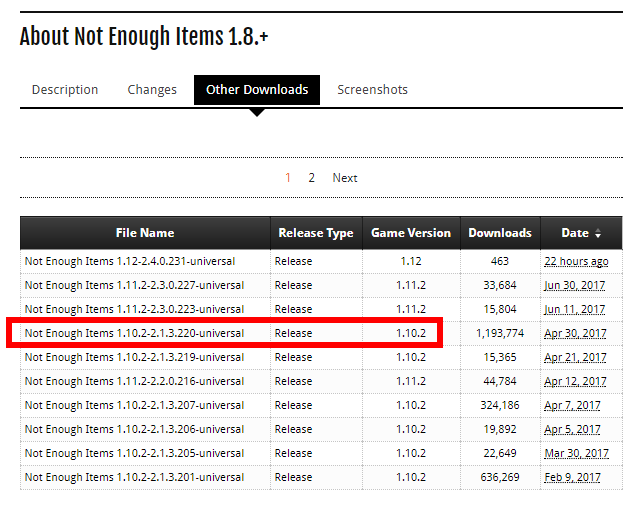 About Not Enough Items 1.8.+
Description Changes Other Downloads Screenshots
1 2 Next
File Name Release Type Game Version Downloads Date
Not Enough Items 1.12-2.4.0.231-universal Release 1.12 463 22 hours ago
Not Enough Items 1.11.2-2.3.0.227-universal Release 1.11.2 33,684 Jun 30, 2017
Not Enough Items 1.11.2-2.3.0.223-universal Release 1.11.2 15,804 Jun 11, 2017
Not Enough Items 1.10.2-2.1.3.220-universal Release 1.10.2 1,193,774 Apr 30, 2017
Not Enough Items 1.10.2-2.1.3.219-universal Release 1.10.2 15,365 Apr 21, 2017
Not Enough Items 1.11.2-2.2.0.216-universal Release 1.11.2 44,784 Apr 12, 2017
Not Enough Items 1.10.2-2.1.3.207-universal Release 1.10.2 324,186 Apr 7, 2017
Not Enough Items 1.10.2-2.1.3.206-universal Release 1.10.2 19,892 Apr 5, 2017
Not Enough Items 1.10.2-2.1.3.205-universal Release 1.10.2 22,649 Mar 30, 2017
Not Enough Items 1.10.2-2.1.3.201-universal Release 1.10.2 636,269 Feb 9, 2017